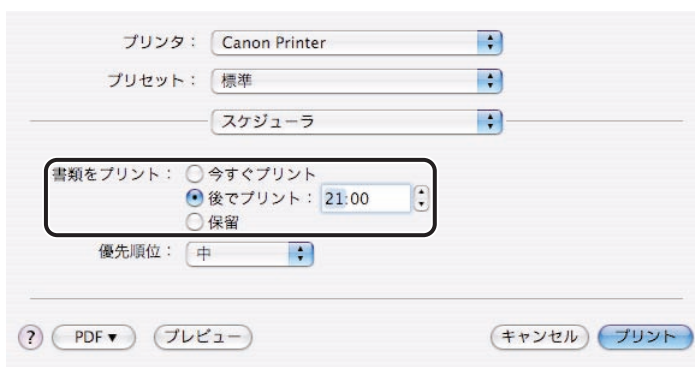 プリンタ： Canon Printer
プリセット： 標準
スケジューラ
書類をプリント： 今すぐプリント
後でプリント： 21:00
保留
優先順位： 中
? PDF▼ プレビュー キャンセル プリント